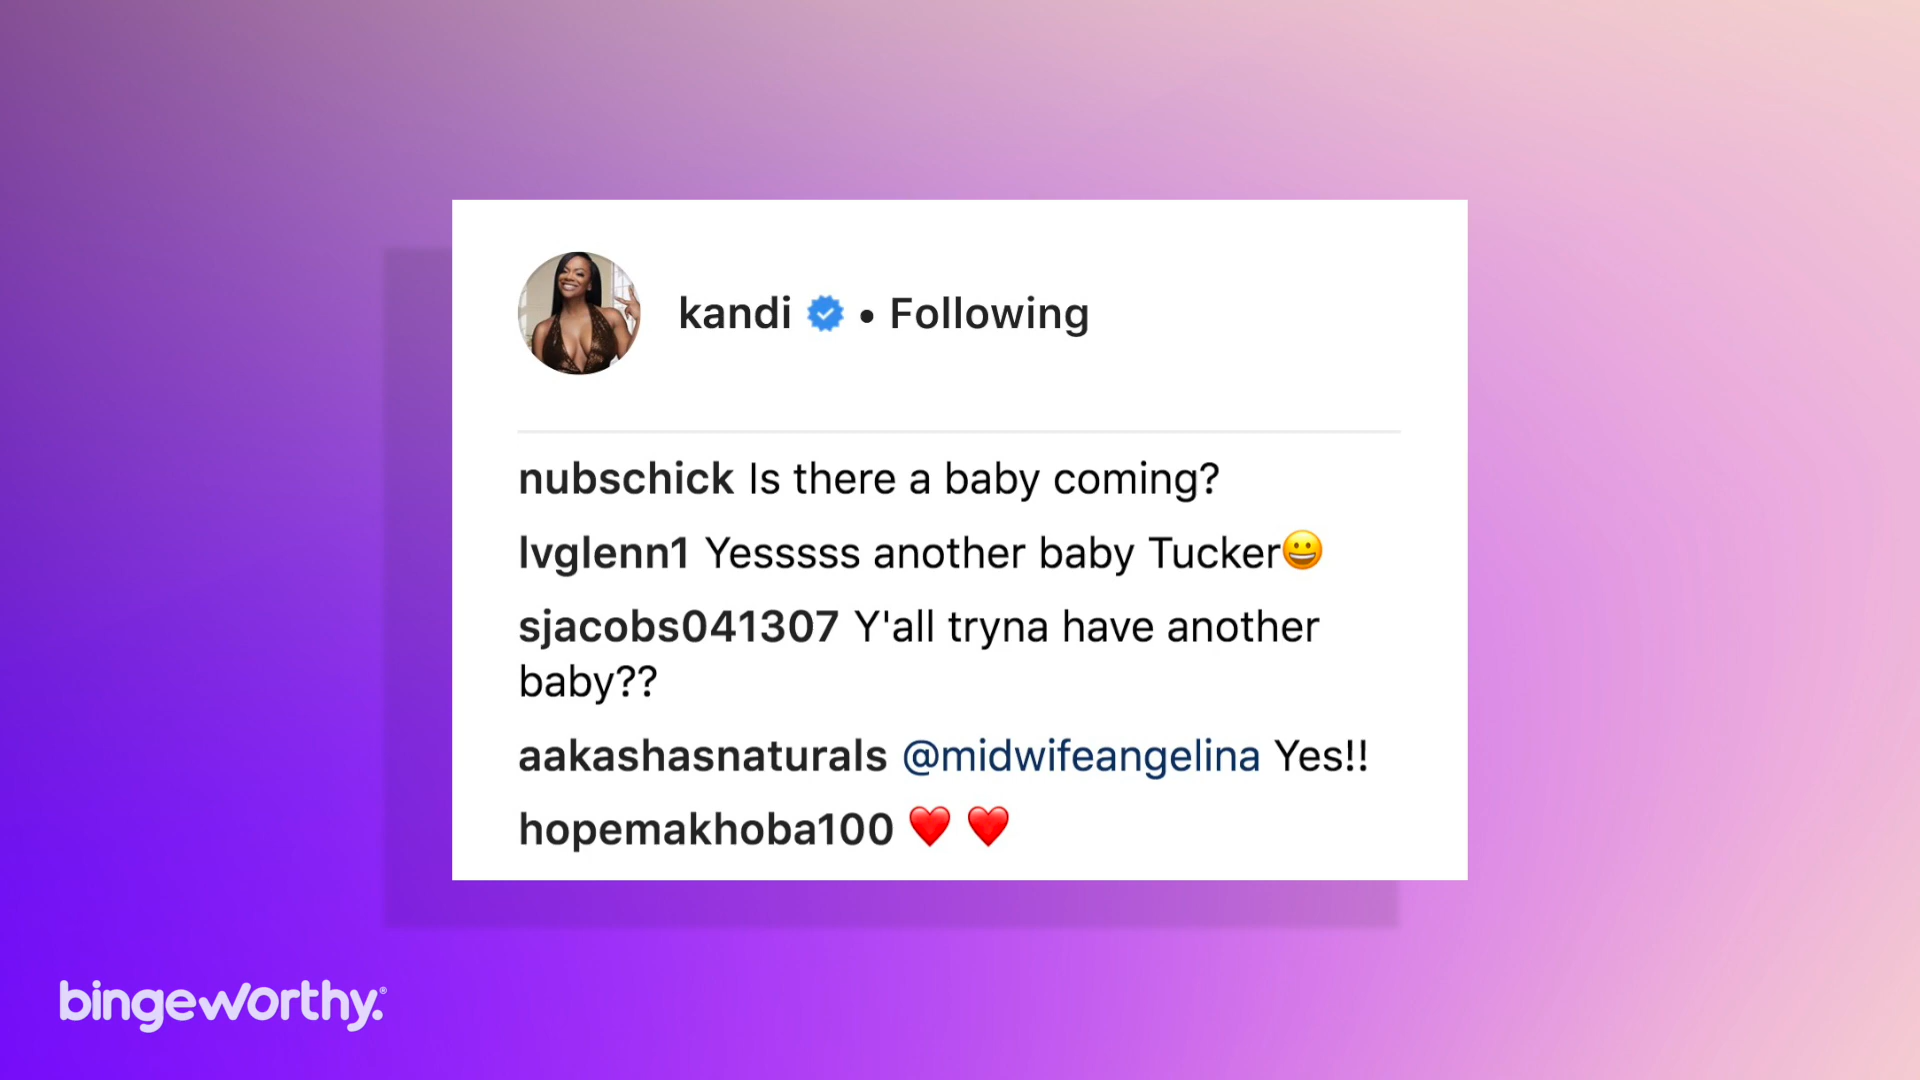 kandi • Following
nubschick Is there a baby coming?
lvglenn1 Yesssss another baby Tucker😀
sjacobs041307 Y'all tryna have another
baby??
aakashasnaturals @midwifeangelina Yes!!
hopemakhoba100 ❤️ ❤️
bingeworthy.®